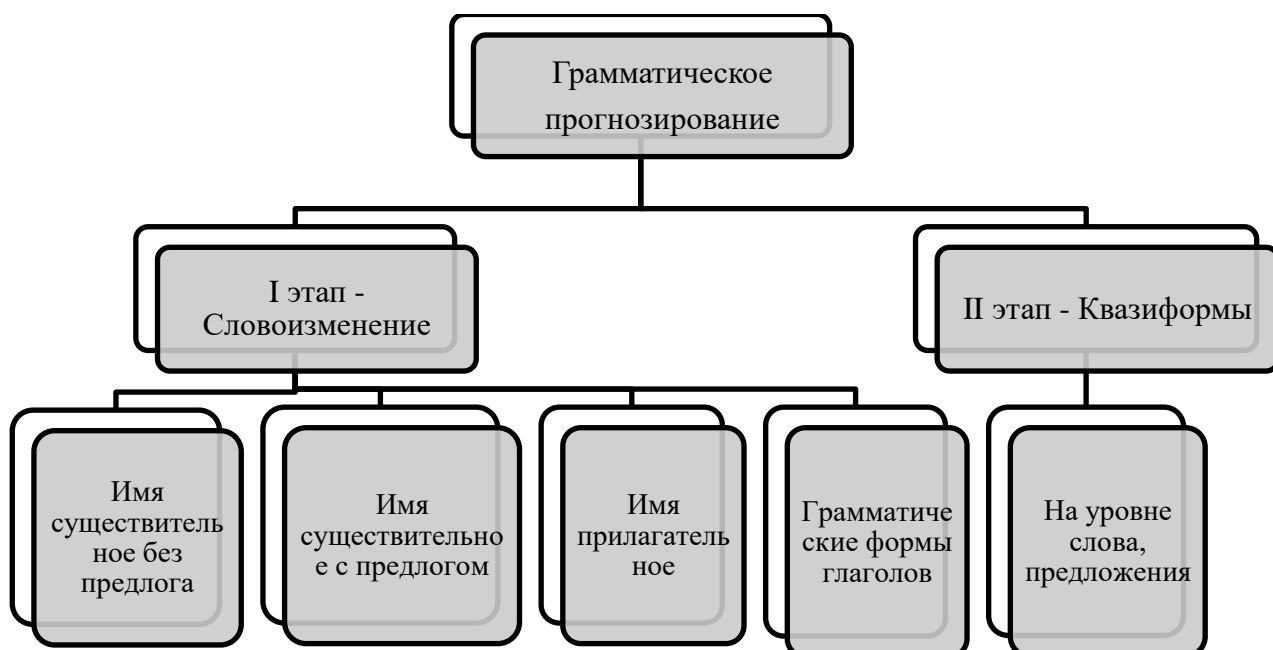 Грамматическое
прогнозирование
I этап -
Словоизменение
II этап - Квазиформы
Имя
существитель
ное без
предлога
Имя
существительно
е с предлогом
Имя
прилагатель
ное
Грамматиче
ские формы
глаголов
На уровне
слова,
предложения